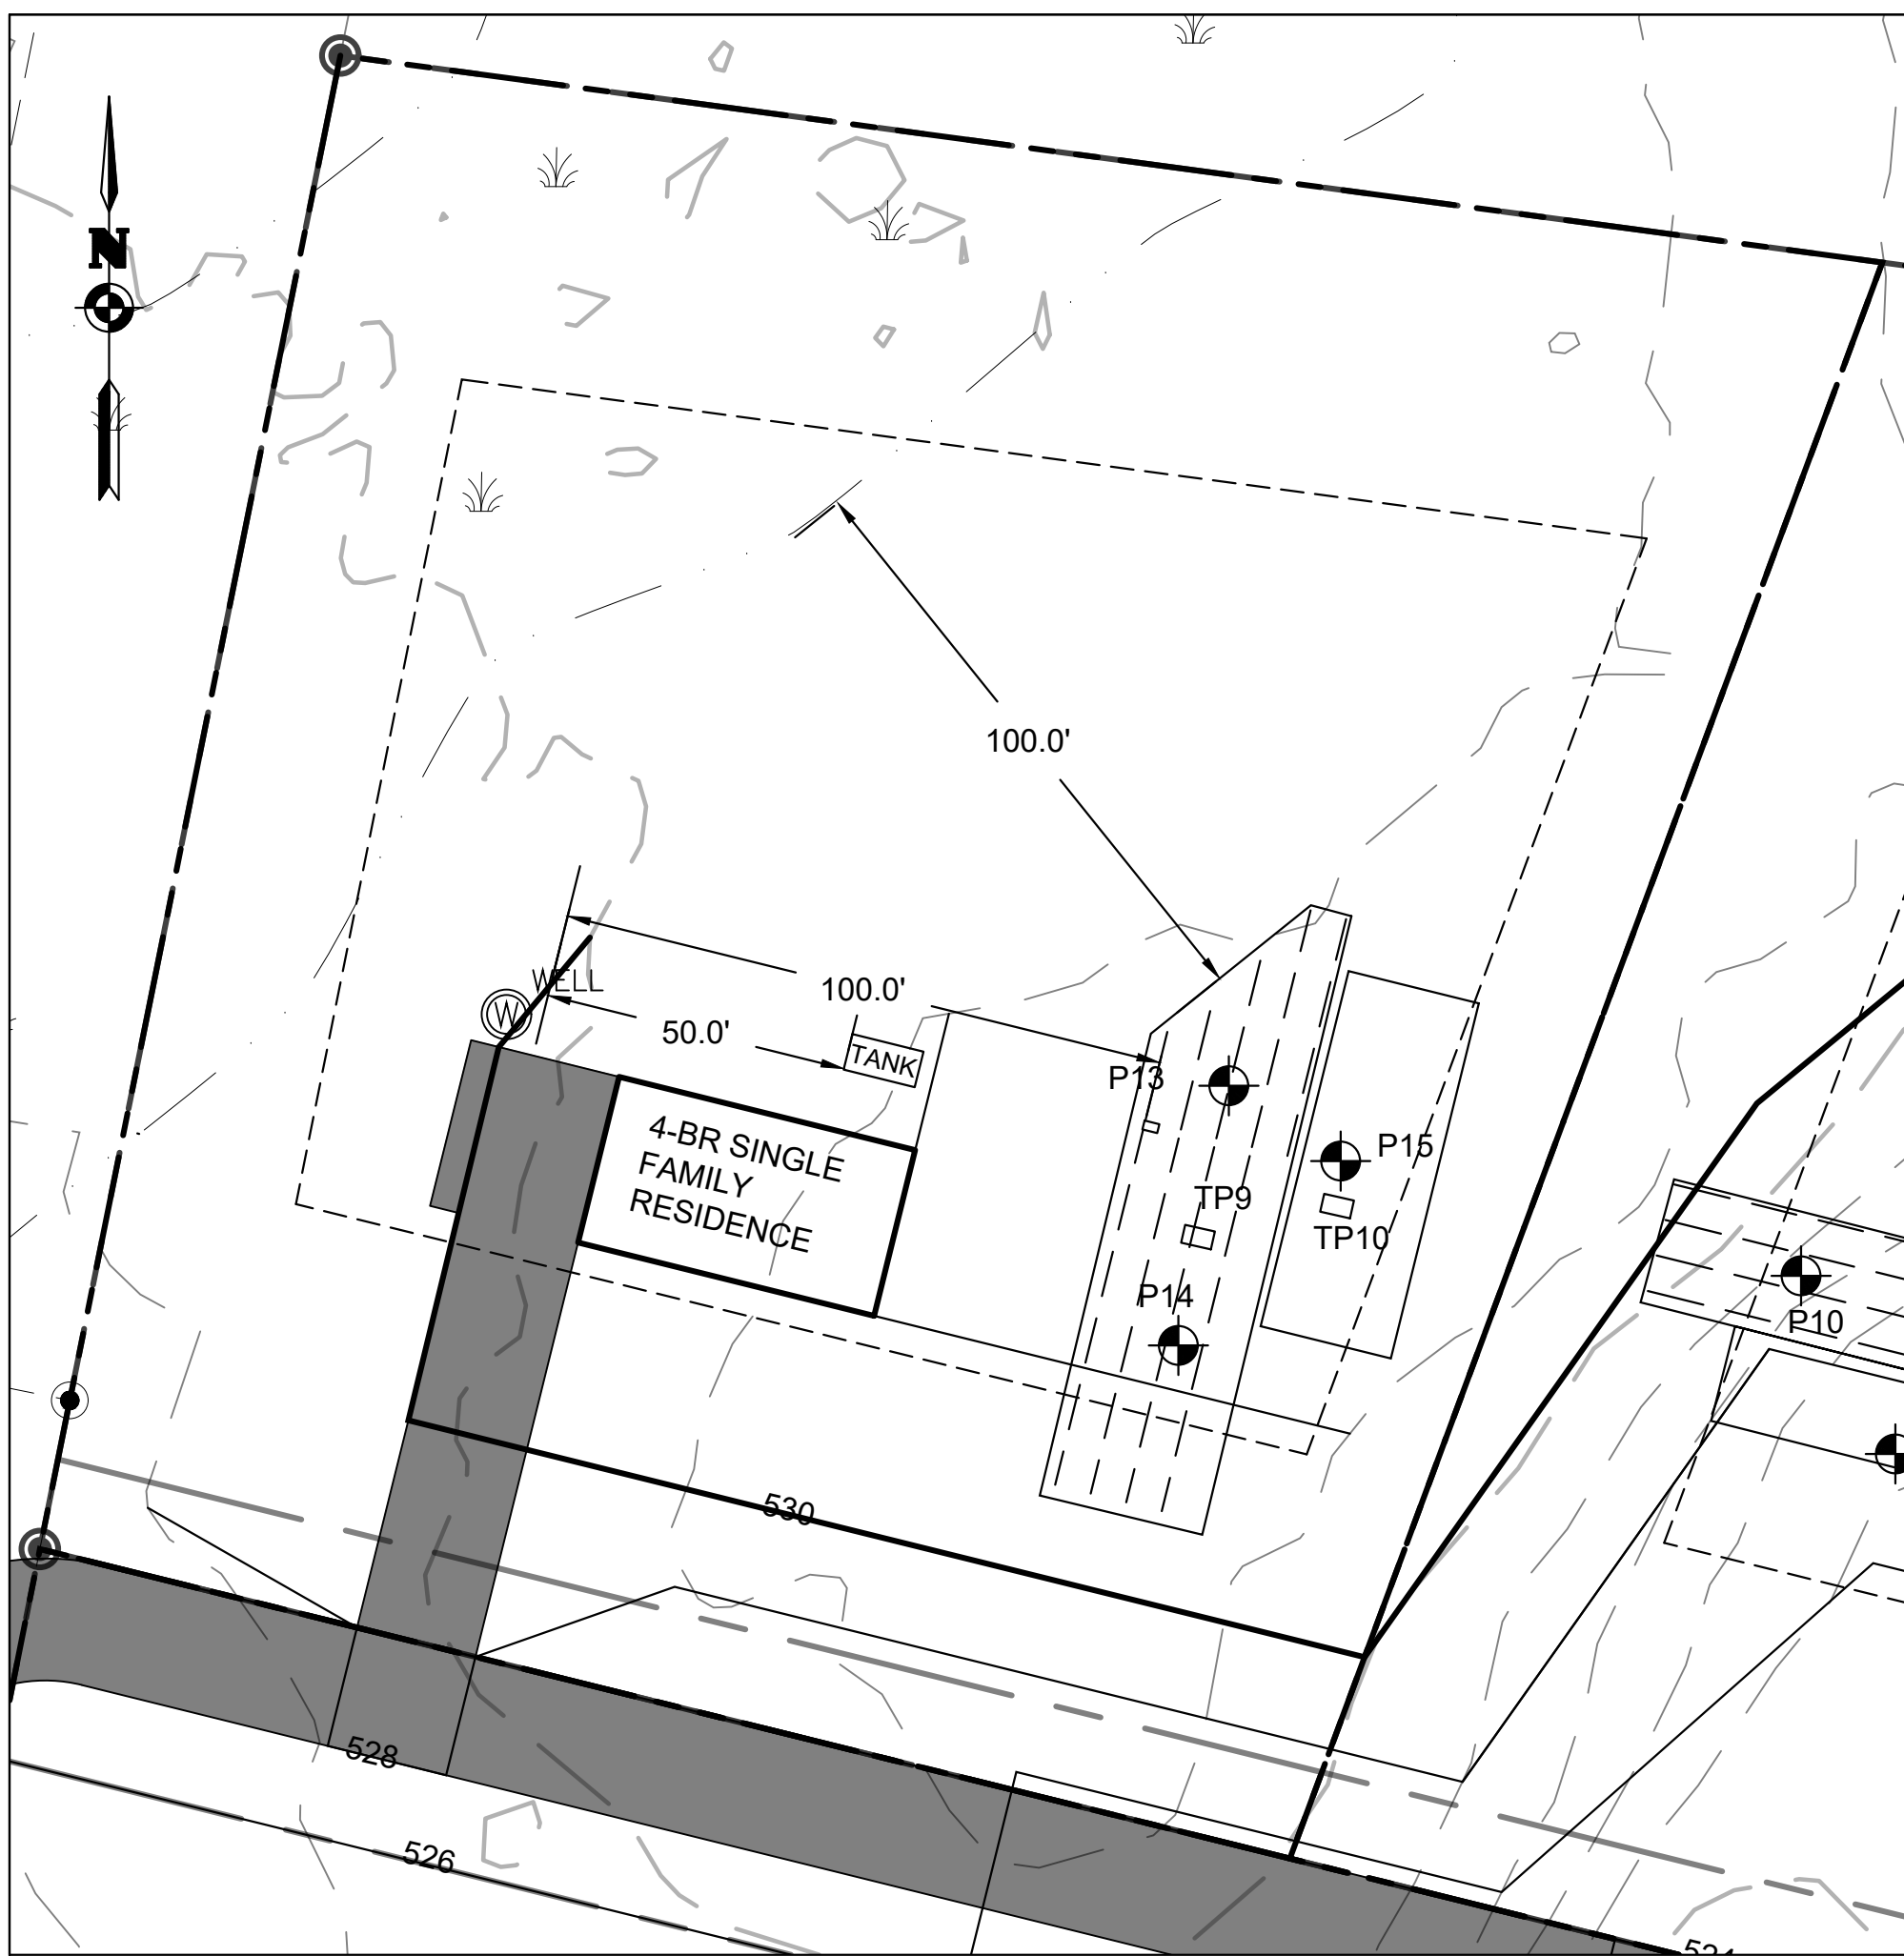 N
100.0'
WELL
W
100.0'
50.0'
TANK
P13
4-BR SINGLE
FAMILY
RESIDENCE
P15
TP9
TP10
P14
P10
530
528
526